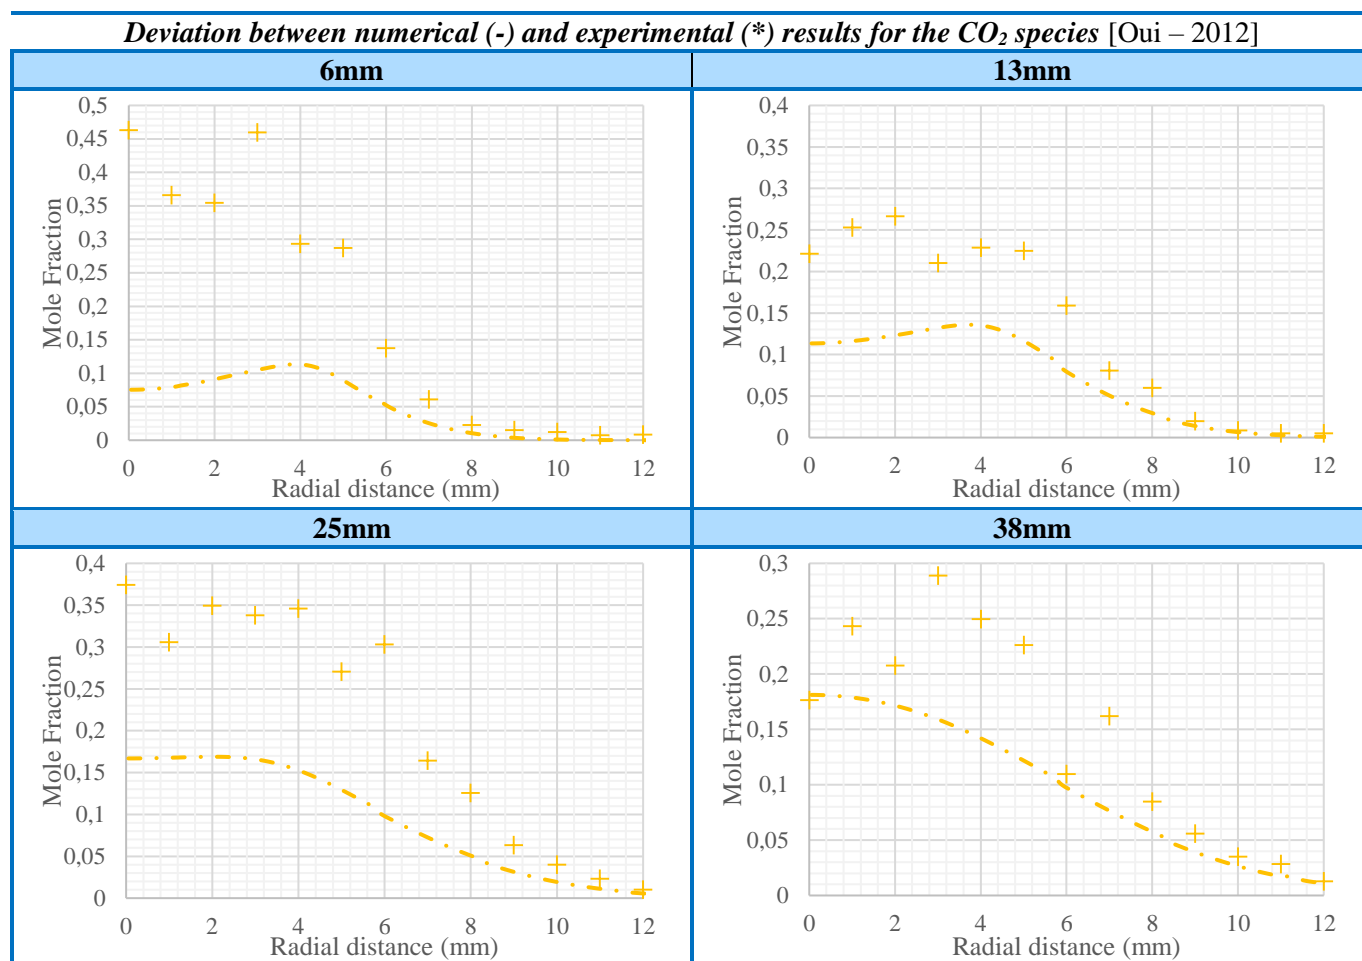 Deviation between numerical (-) and experimental (*) results for the CO₂ species [Oui – 2012]
6mm
13mm
0,5
0,45
0,4
0,35
0,3
0,25
0,2
0,15
0,1
0,05
0
Mole Fraction
0 2 4 6 8 10 12
Radial distance (mm)
0,4
0,35
0,3
0,25
0,2
0,15
0,1
0,05
0
Mole Fraction
0 2 4 6 8 10 12
Radial distance (mm)
25mm
38mm
0,4
0,35
0,3
0,25
0,2
0,15
0,1
0,05
0
Mole Fraction
0 2 4 6 8 10 12
Radial distance (mm)
0,3
0,25
0,2
0,15
0,1
0,05
0
Mole Fraction
0 2 4 6 8 10 12
Radial distance (mm)